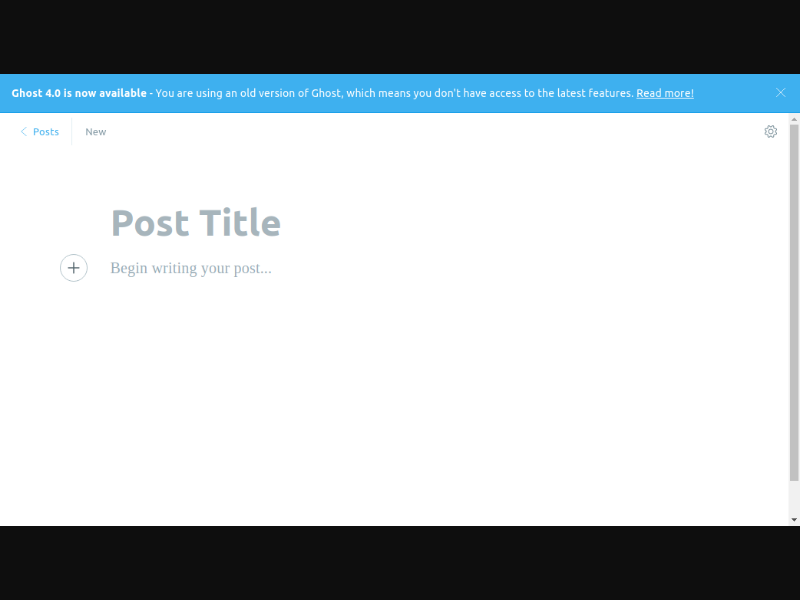 Ghost 4.0 is now available - You are using an old version of Ghost, which means you don't have access to the latest features. Read more!
Posts
New
Post Title
Begin writing your post...